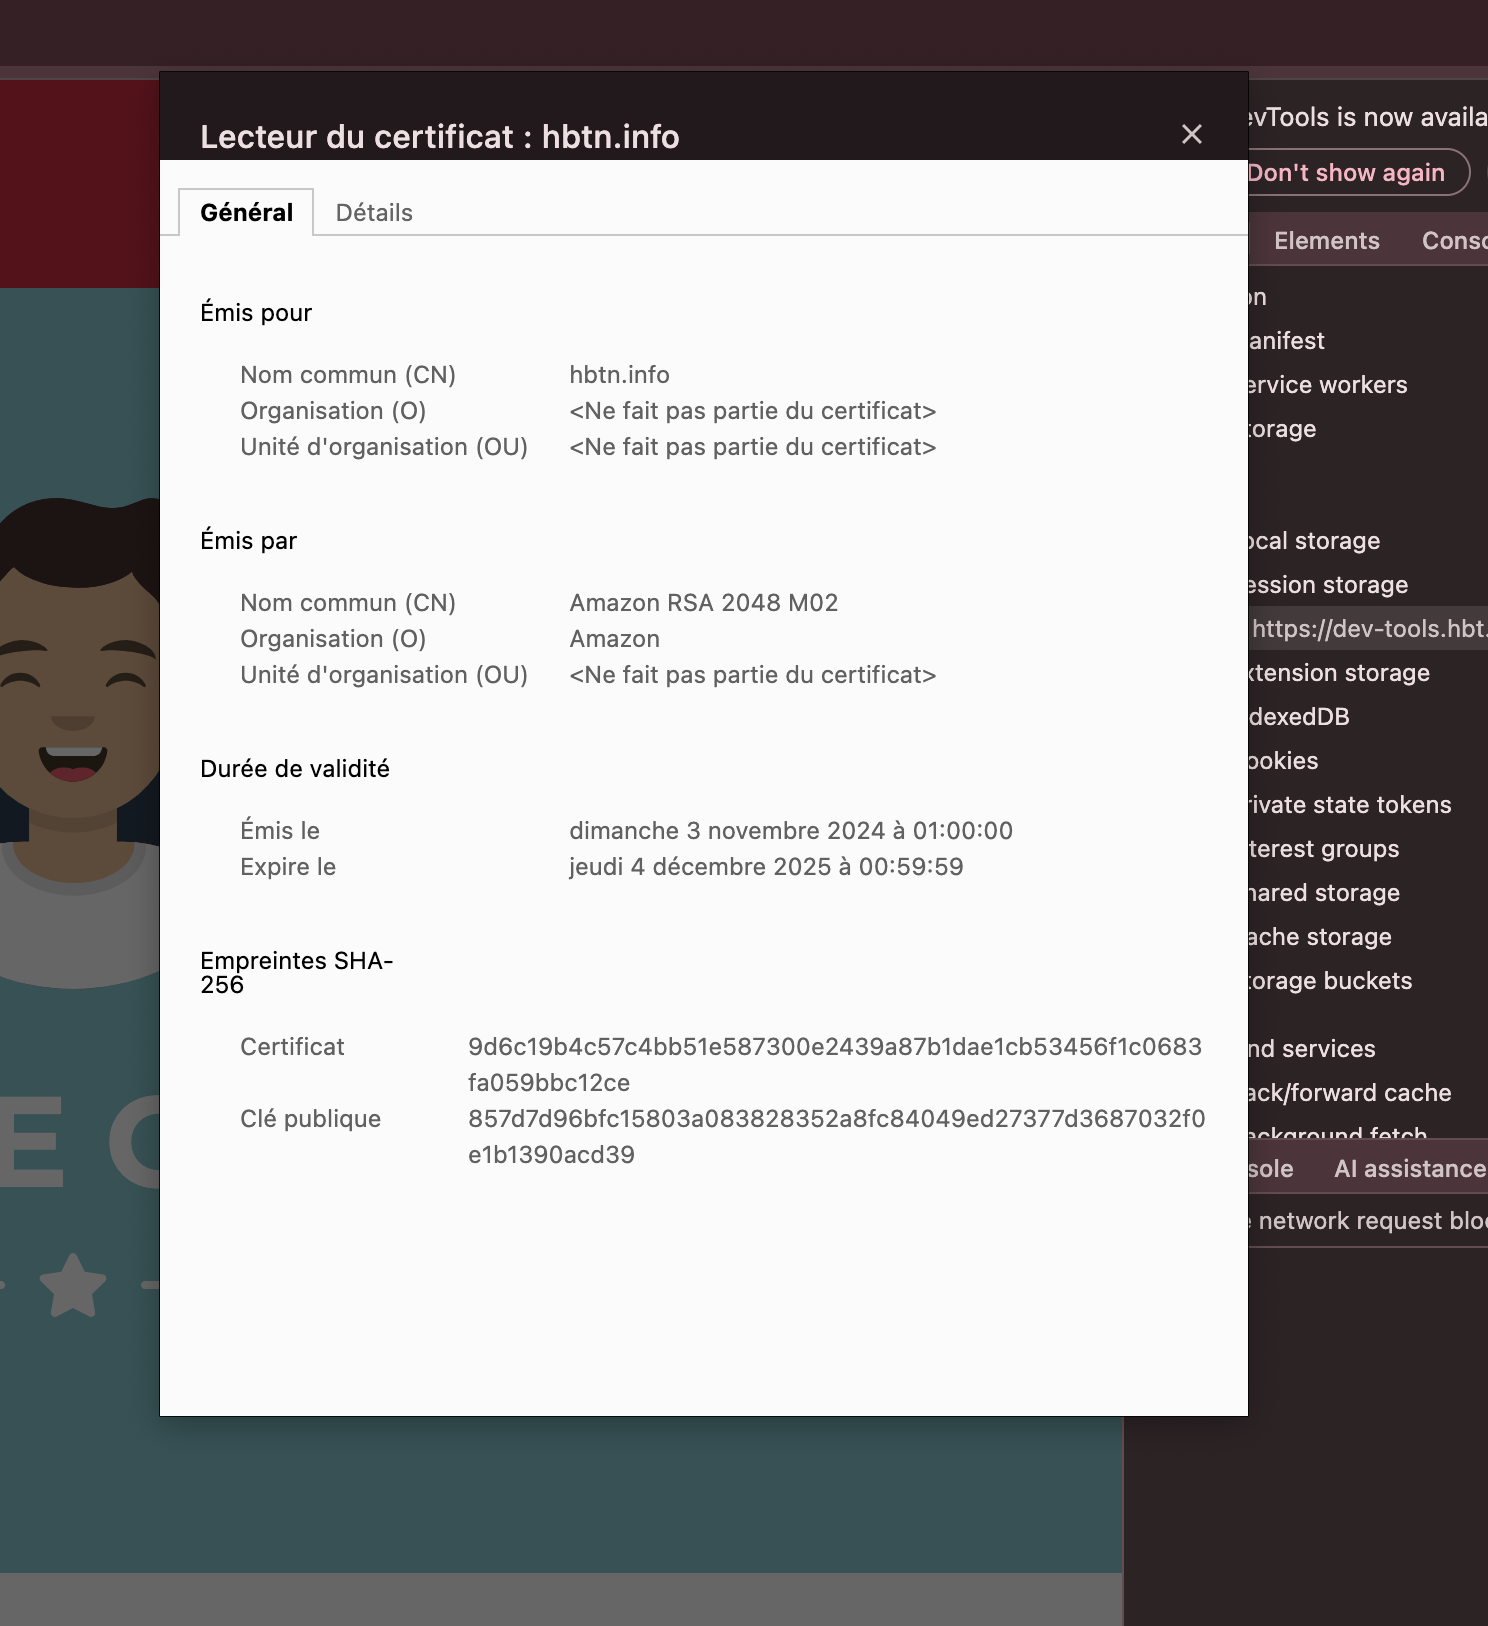 Lecteur du certificat : hbtn.info
Général Détails
Émis pour
Nom commun (CN) hbtn.info
Organisation (O) <Ne fait pas partie du certificat>
Unité d'organisation (OU) <Ne fait pas partie du certificat>
Émis par
Nom commun (CN) Amazon RSA 2048 M02
Organisation (O) Amazon
Unité d'organisation (OU) <Ne fait pas partie du certificat>
Durée de validité
Émis le dimanche 3 novembre 2024 à 01:00:00
Expire le jeudi 4 décembre 2025 à 00:59:59
Empreintes SHA-
256
Certificat 9d6c19b4c57c4bb51e587300e2439a87b1dae1cb53456f1c0683
fa059bbc12ce
Clé publique 857d7d96bfc15803a083828352a8fc84049ed27377d3687032f0
e1b1390acd39
evTools is now availa
Don't show again
Elements Conso
on
anifest
ervice workers
torage
ocal storage
ession storage
https://dev-tools.hbt.
xtension storage
dexedDB
ookies
rivate state tokens
terest groups
hared storage
ache storage
torage buckets
nd services
ack/forward cache
ackground fetch
sole AI assistance
e network request blo
E C